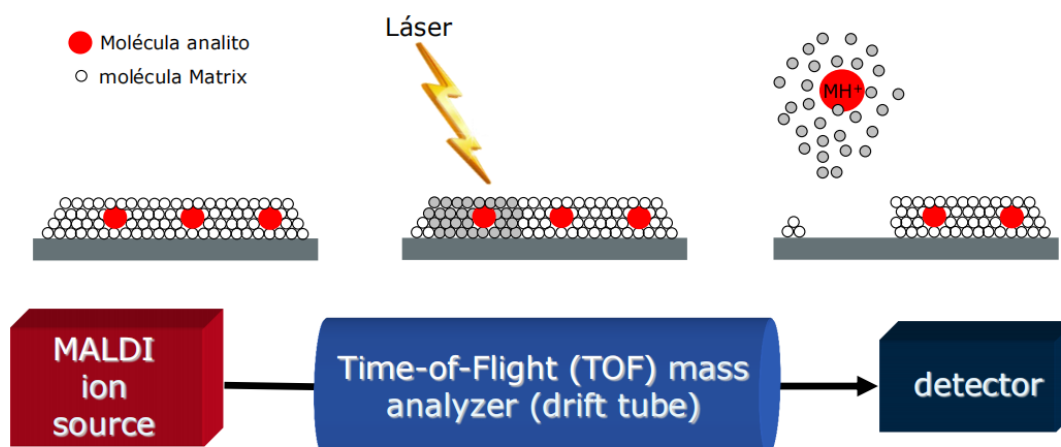 Láser
Molécula analito
molécula Matrix
MH+
MALDI
ion
source
Time-of-Flight (TOF) mass
analyzer (drift tube)
detector